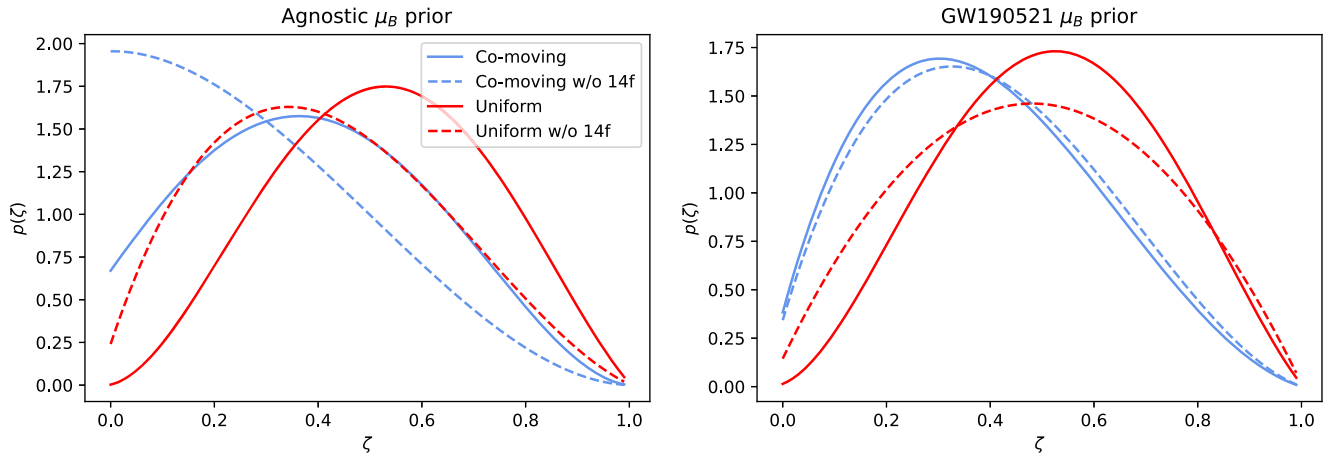 Agnostic μ_B prior
2.00
1.75
1.50
1.25
1.00
0.75
0.50
0.25
0.00
p(ζ)
0.0 0.2 0.4 0.6 0.8 1.0
ζ
Co-moving
Co-moving w/o 14f
Uniform
Uniform w/o 14f
GW190521 μ_B prior
1.75
1.50
1.25
1.00
0.75
0.50
0.25
0.00
p(ζ)
0.0 0.2 0.4 0.6 0.8 1.0
ζ